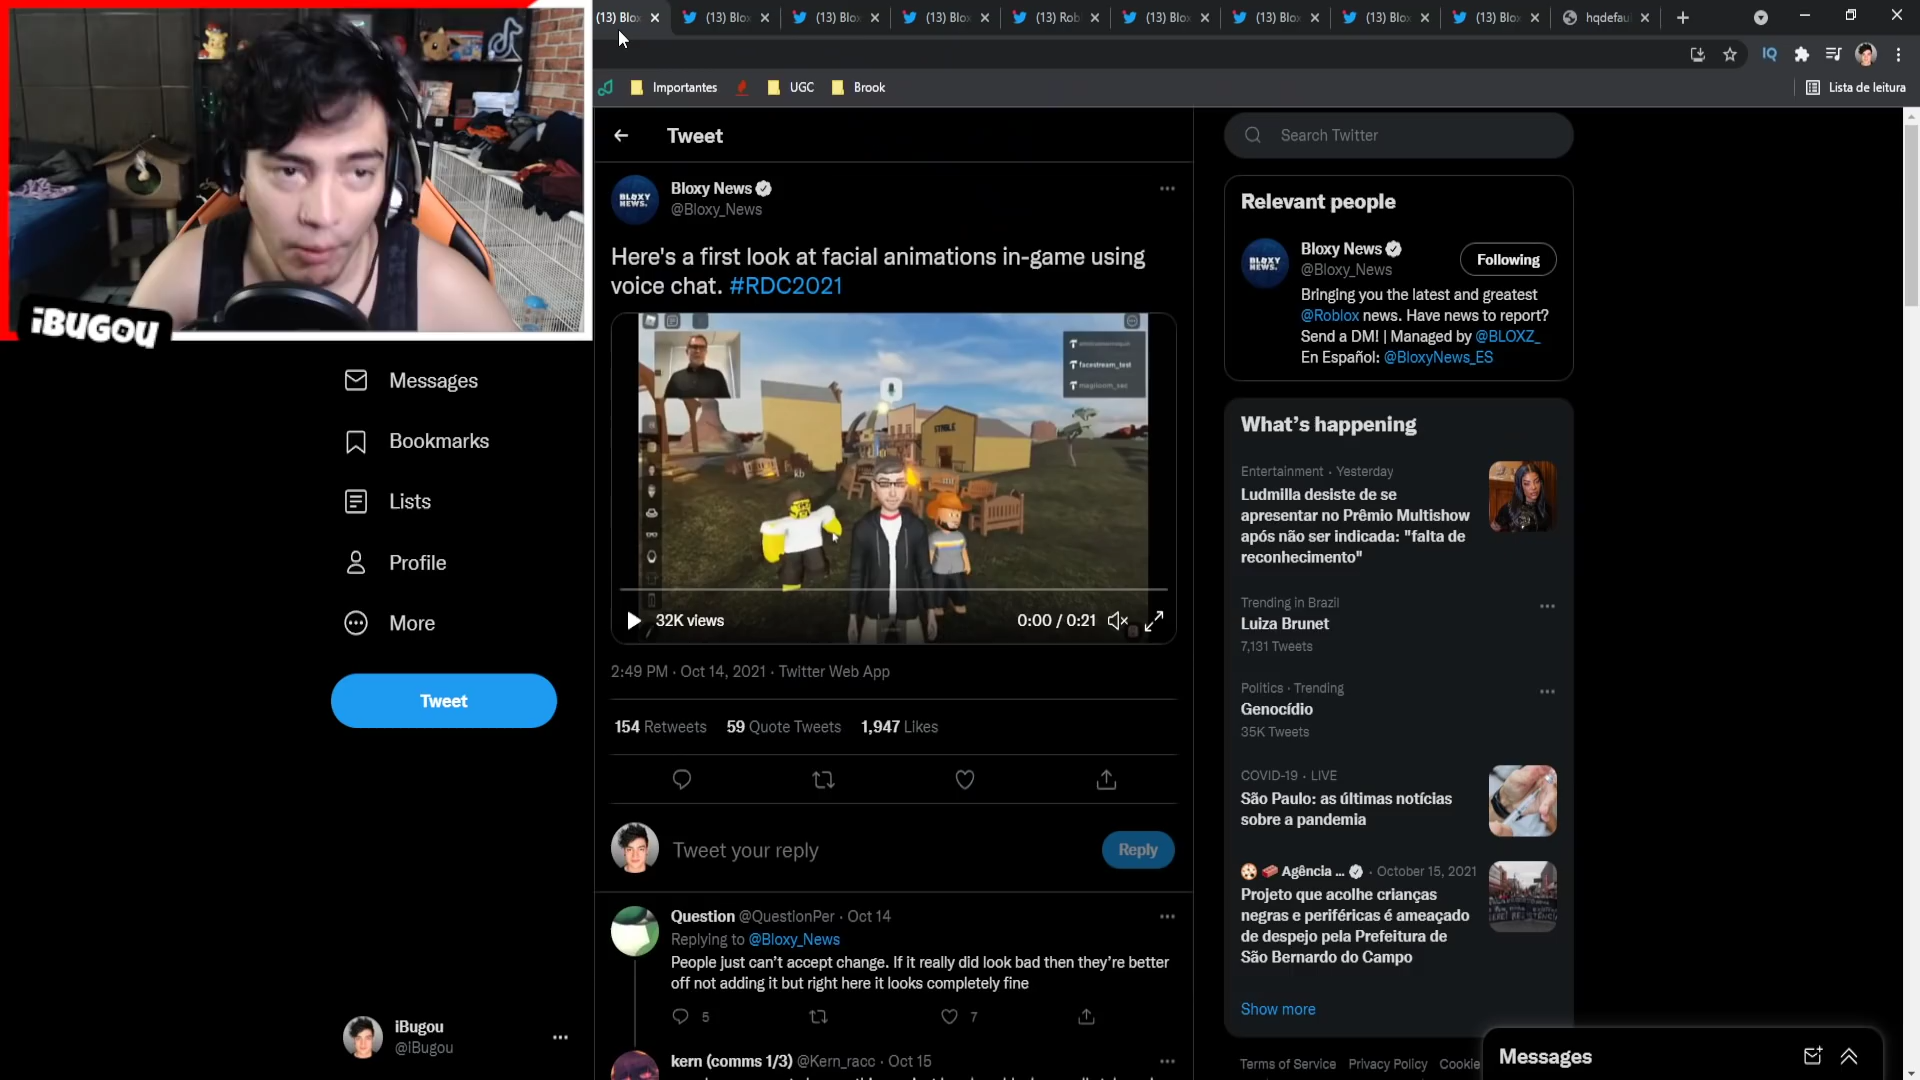 (13) Blox
(13) Blox
(13) Blox
(13) Blox
(13) Rob
(13) Blox
(13) Blox
(13) Blox
(13) Blox
hqdefau
IQ
Importantes
UGC
Brook
Lista de leitura
iBUGOU
Messages
Bookmarks
Lists
Profile
More
Tweet
iBugou
@iBugou
Tweet
BLOXY NEWS.
Bloxy News
@Bloxy_News
Here's a first look at facial animations in-game using
voice chat. #RDC2021
facestream_test
STABLE
kb
32K views
0:00 / 0:21
2:49 PM · Oct 14, 2021 · Twitter Web App
154 Retweets 59 Quote Tweets 1,947 Likes
Tweet your reply
Reply
Question @QuestionPer · Oct 14
Replying to @Bloxy_News
People just can't accept change. If it really did look bad then they're better
off not adding it but right here it looks completely fine
5
7
kern (comms 1/3) @Kern_racc · Oct 15
Search Twitter
Relevant people
BLOXY NEWS.
Bloxy News
@Bloxy_News
Following
Bringing you the latest and greatest
@Roblox news. Have news to report?
Send a DM! | Managed by @BLOXZ_
En Español: @BloxyNews_ES
What's happening
Entertainment · Yesterday
Ludmilla desiste de se
apresentar no Prêmio Multishow
após não ser indicada: "falta de
reconhecimento"
Trending in Brazil
Luiza Brunet
7,131 Tweets
Politics · Trending
Genocídio
35K Tweets
COVID-19 · LIVE
São Paulo: as últimas notícias
sobre a pandemia
Agência ... · October 15, 2021
Projeto que acolhe crianças
negras e periféricas é ameaçado
de despejo pela Prefeitura de
São Bernardo do Campo
Show more
Terms of Service Privacy Policy Cookie
Messages